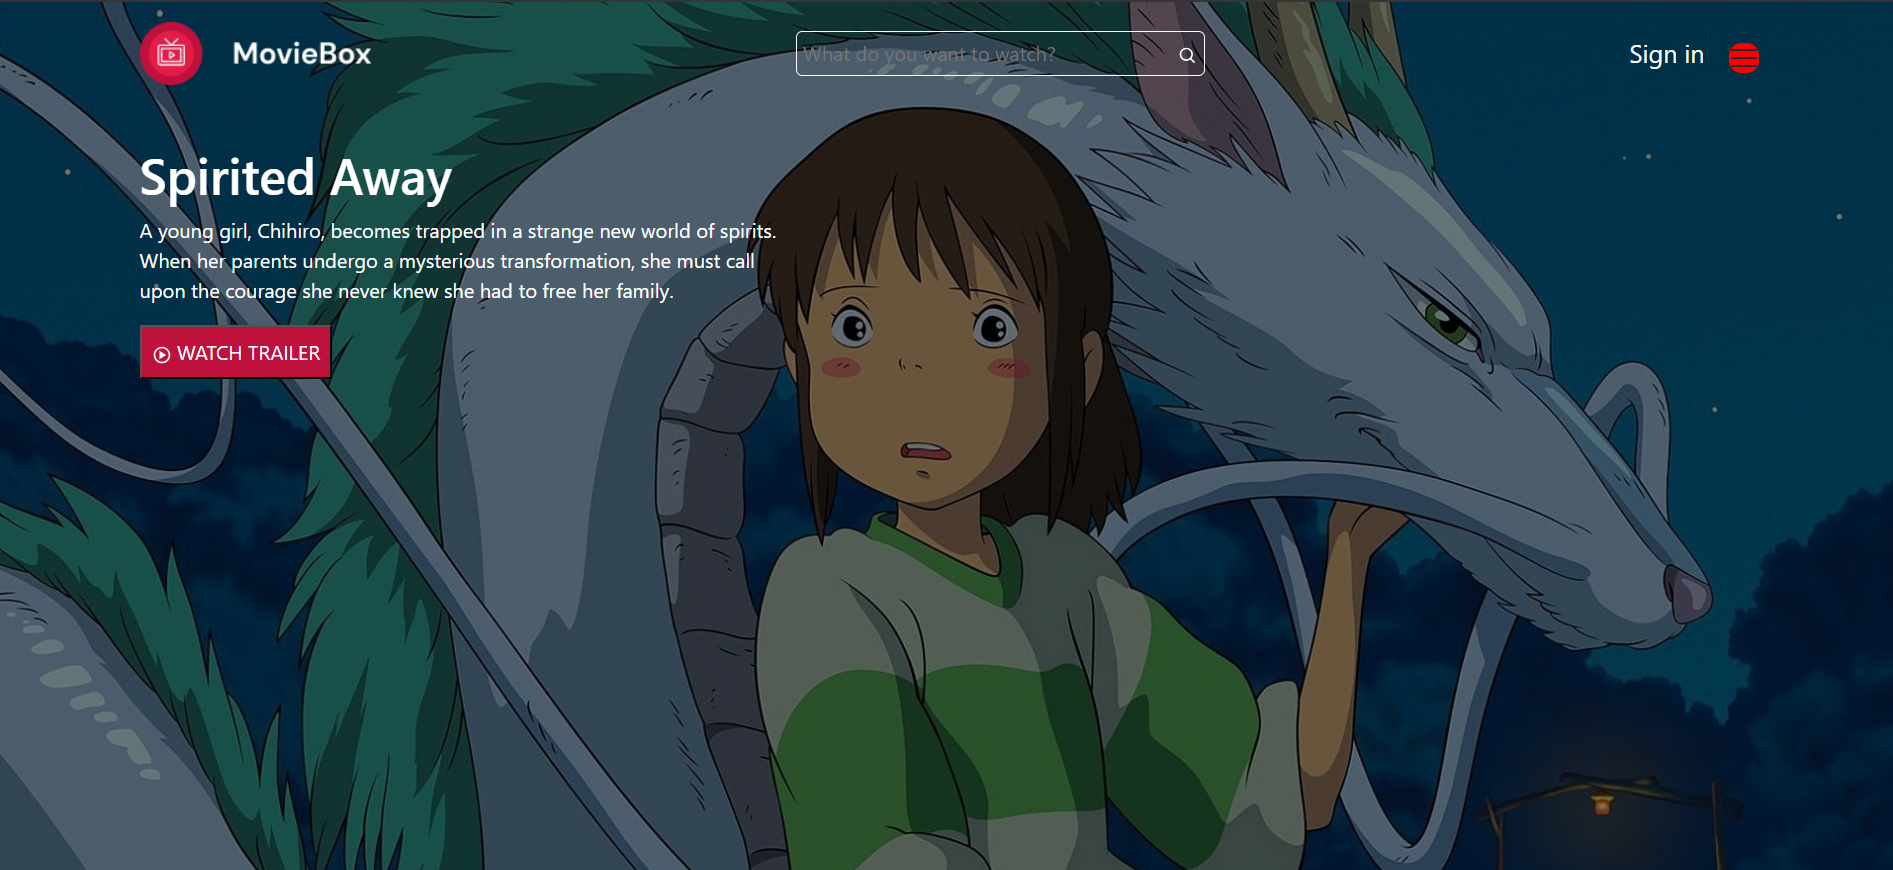 MovieBox
What do you want to watch?
Sign in
Spirited Away
A young girl, Chihiro, becomes trapped in a strange new world of spirits.
When her parents undergo a mysterious transformation, she must call
upon the courage she never knew she had to free her family.
WATCH TRAILER